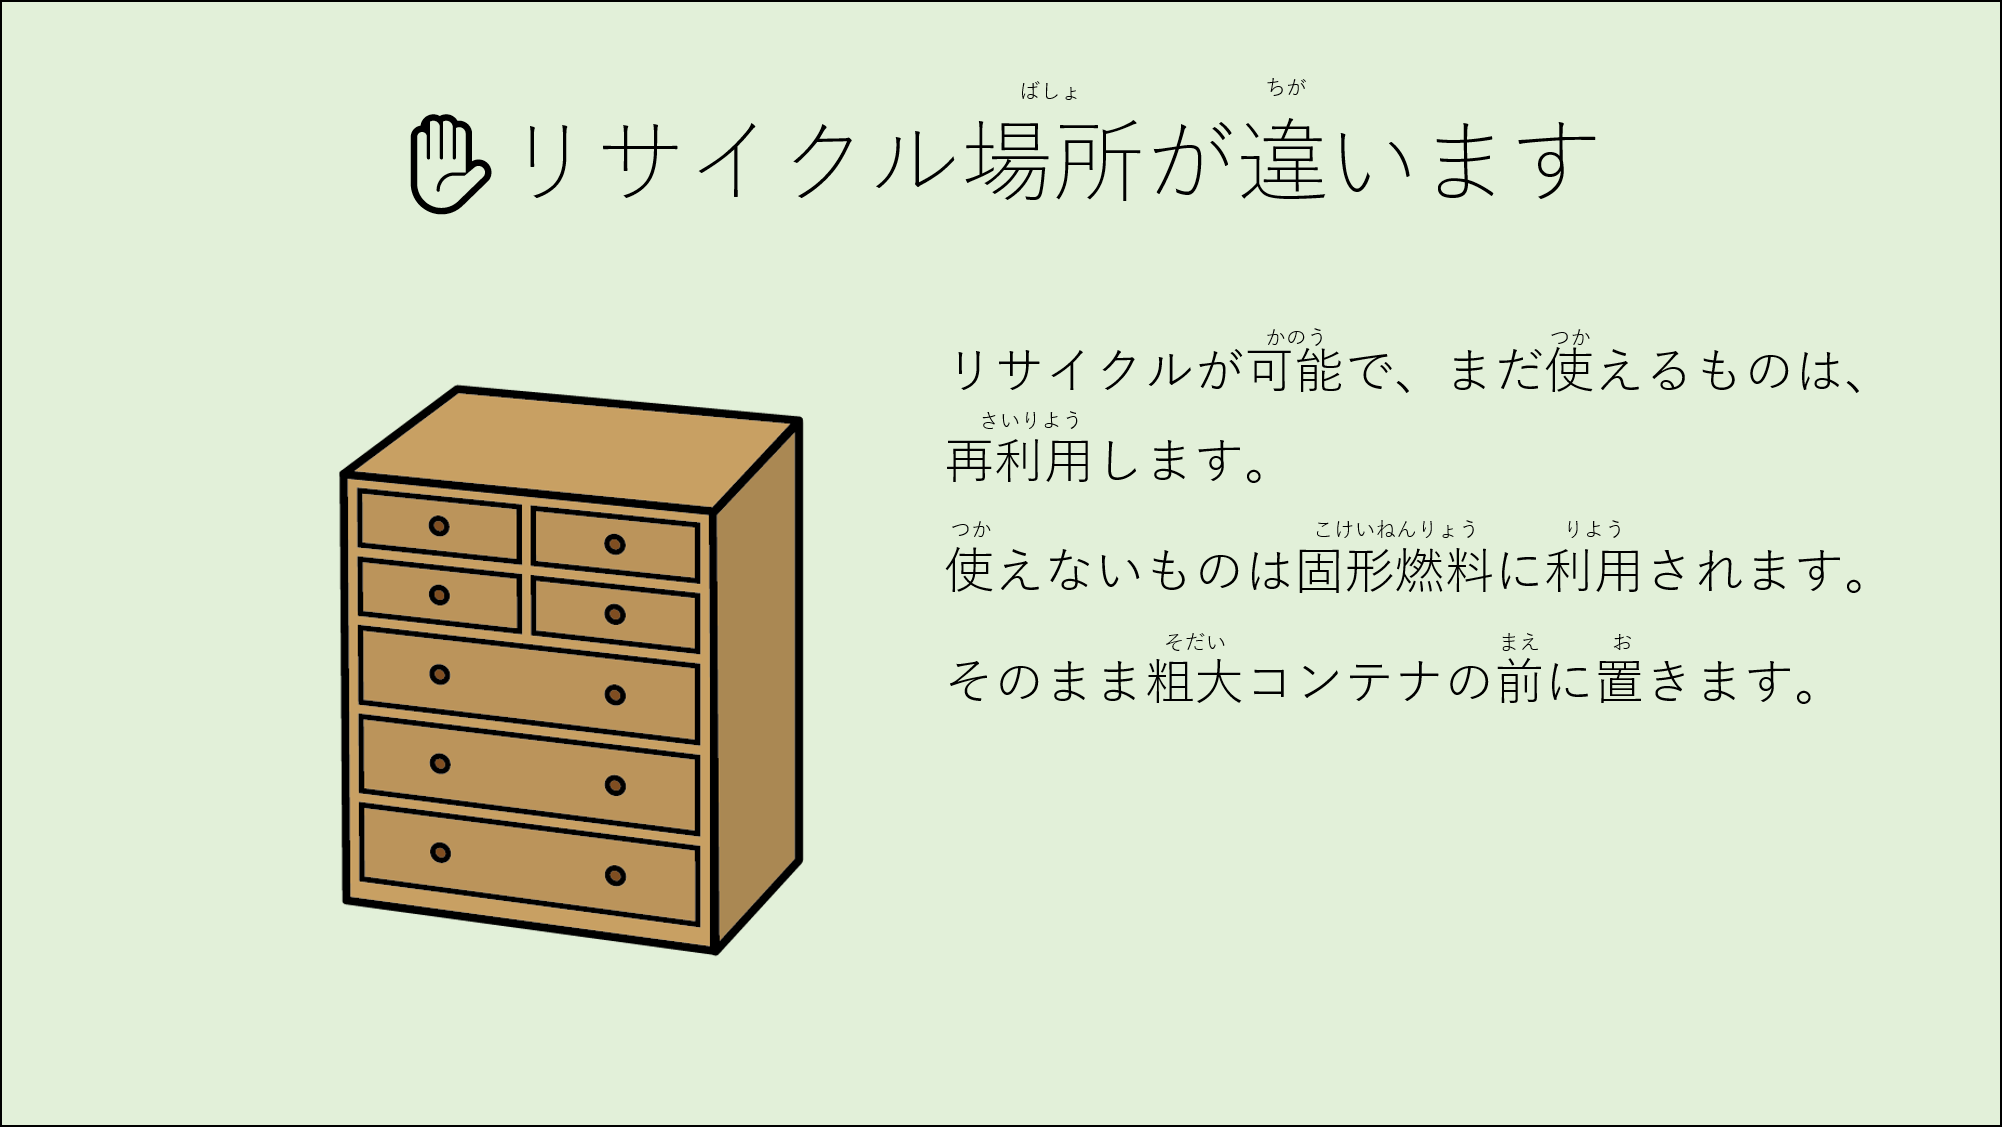 ばしょ ちが
リサイクル場所が違います
かのう つか
リサイクルが可能で、まだ使えるものは、
さいりよう
再利用します。
つか こけいねんりょう りよう
使えないものは固形燃料に利用されます。
そだい まえ お
そのまま粗大コンテナの前に置きます。